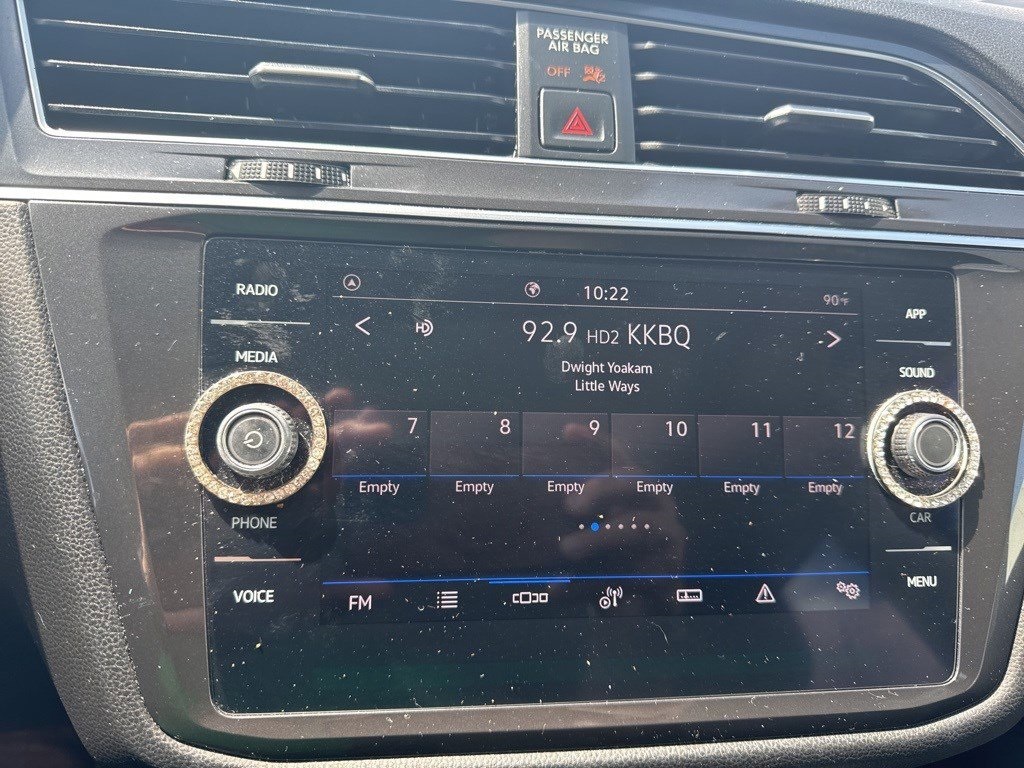 PASSENGER
AIR BAG
OFF
RADIO
MEDIA
PHONE
VOICE
10:22
90°F
HD
92.9 HD2 KKBQ
Dwight Yoakam
Little Ways
7 8 9 10 11 12
Empty Empty Empty Empty Empty Empty
FM
APP
SOUND
CAR
MENU